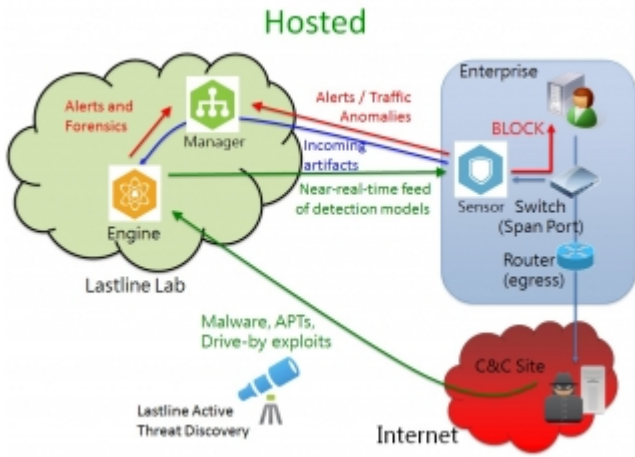 Hosted
Enterprise
Alerts and
Forensics
Manager
Alerts / Traffic
Anomalies
BLOCK
Incoming
artifacts
Near-real-time feed
of detection models
Sensor
Switch
(Span Port)
Engine
Router
(egress)
Lastline Lab
Malware, APTs,
Drive-by exploits
C&C Site
Lastline Active
Threat Discovery
Internet